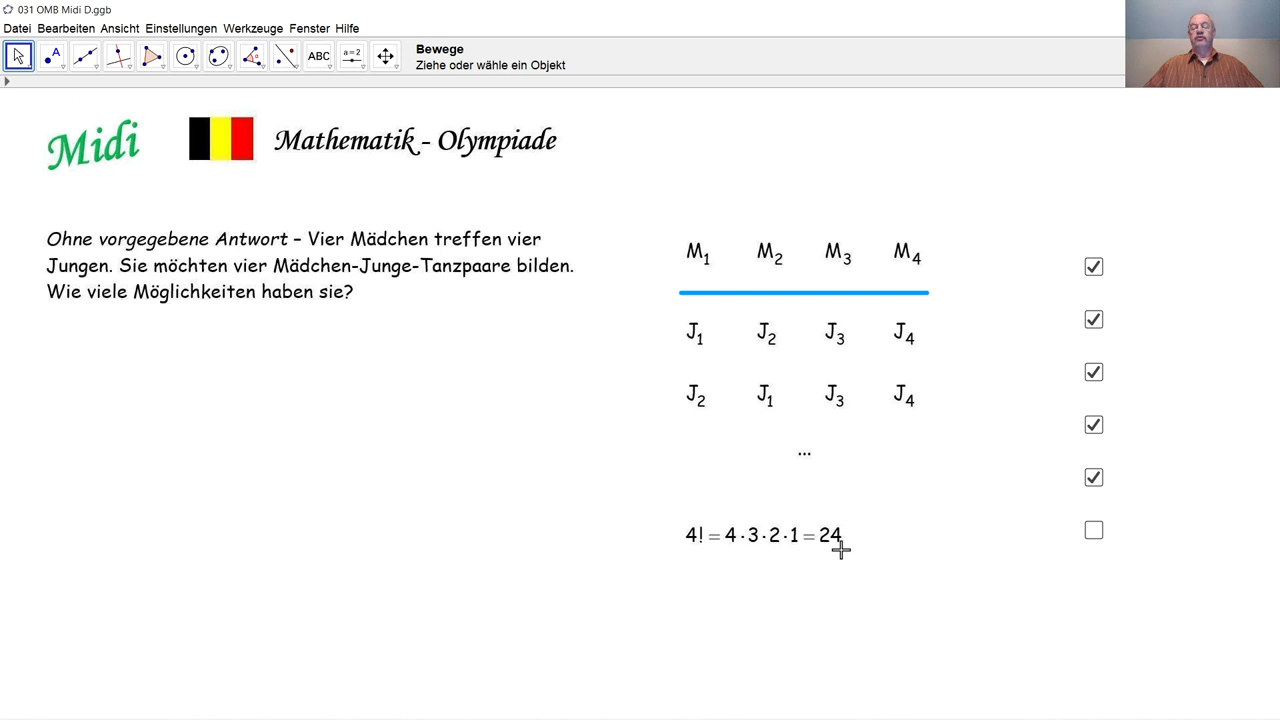 031 OMB Midi D.ggb
Datei Bearbeiten Ansicht Einstellungen Werkzeuge Fenster Hilfe
A
ABC
a=2
Bewege
Ziehe oder wähle ein Objekt
Midi
Mathematik - Olympiade
Ohne vorgegebene Antwort – Vier Mädchen treffen vier
Jungen. Sie möchten vier Mädchen-Junge-Tanzpaare bilden.
Wie viele Möglichkeiten haben sie?
M₁ M₂ M₃ M₄
J₁ J₂ J₃ J₄
J₂ J₁ J₃ J₄
...
4! = 4 · 3 · 2 · 1 = 24